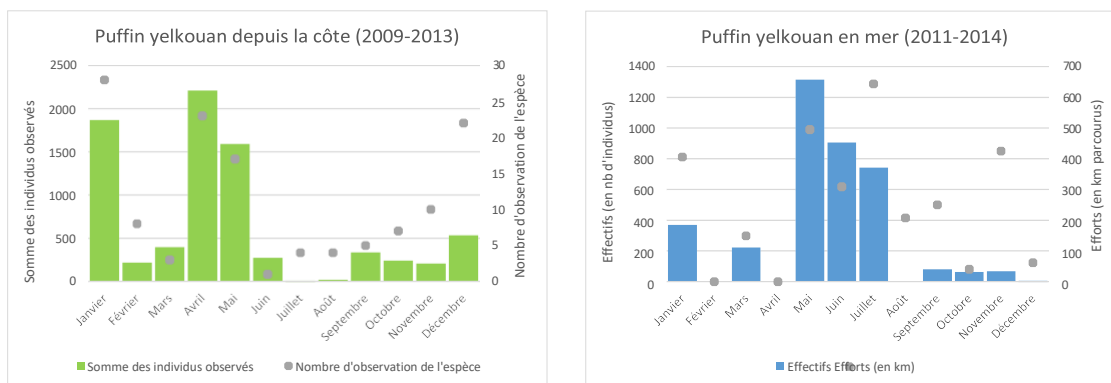 Puffin yelkouan depuis la côte (2009-2013)
Somme des individus observés
2500
2000
1500
1000
500
0
30
25
20
15
10
5
0
Nombre d'observation de l'espèce
Janvier
Février
Mars
Avril
Mai
Juin
Juillet
Août
Septembre
Octobre
Novembre
Décembre
Somme des individus observés
Nombre d'observation de l'espèce
Puffin yelkouan en mer (2011-2014)
Effectifs (en nb d'individus)
1400
1200
1000
800
600
400
200
0
700
600
500
400
300
200
100
0
Efforts (en km parcourus)
Janvier
Février
Mars
Avril
Mai
Juin
Juillet
Août
Septembre
Octobre
Novembre
Décembre
Effectifs
Efforts (en km)